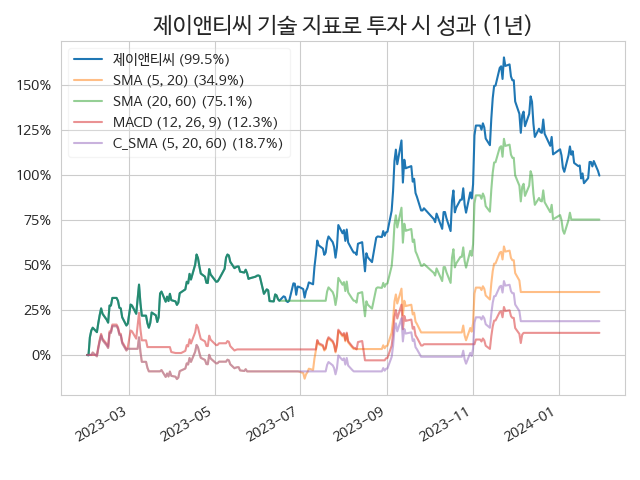 제이앤티씨 기술 지표로 투자 시 성과 (1년)
제이앤티씨 (99.5%)
SMA (5, 20) (34.9%)
SMA (20, 60) (75.1%)
MACD (12, 26, 9) (12.3%)
C_SMA (5, 20, 60) (18.7%)
150%
125%
100%
75%
50%
25%
0%
2023-03
2023-05
2023-07
2023-09
2023-11
2024-01